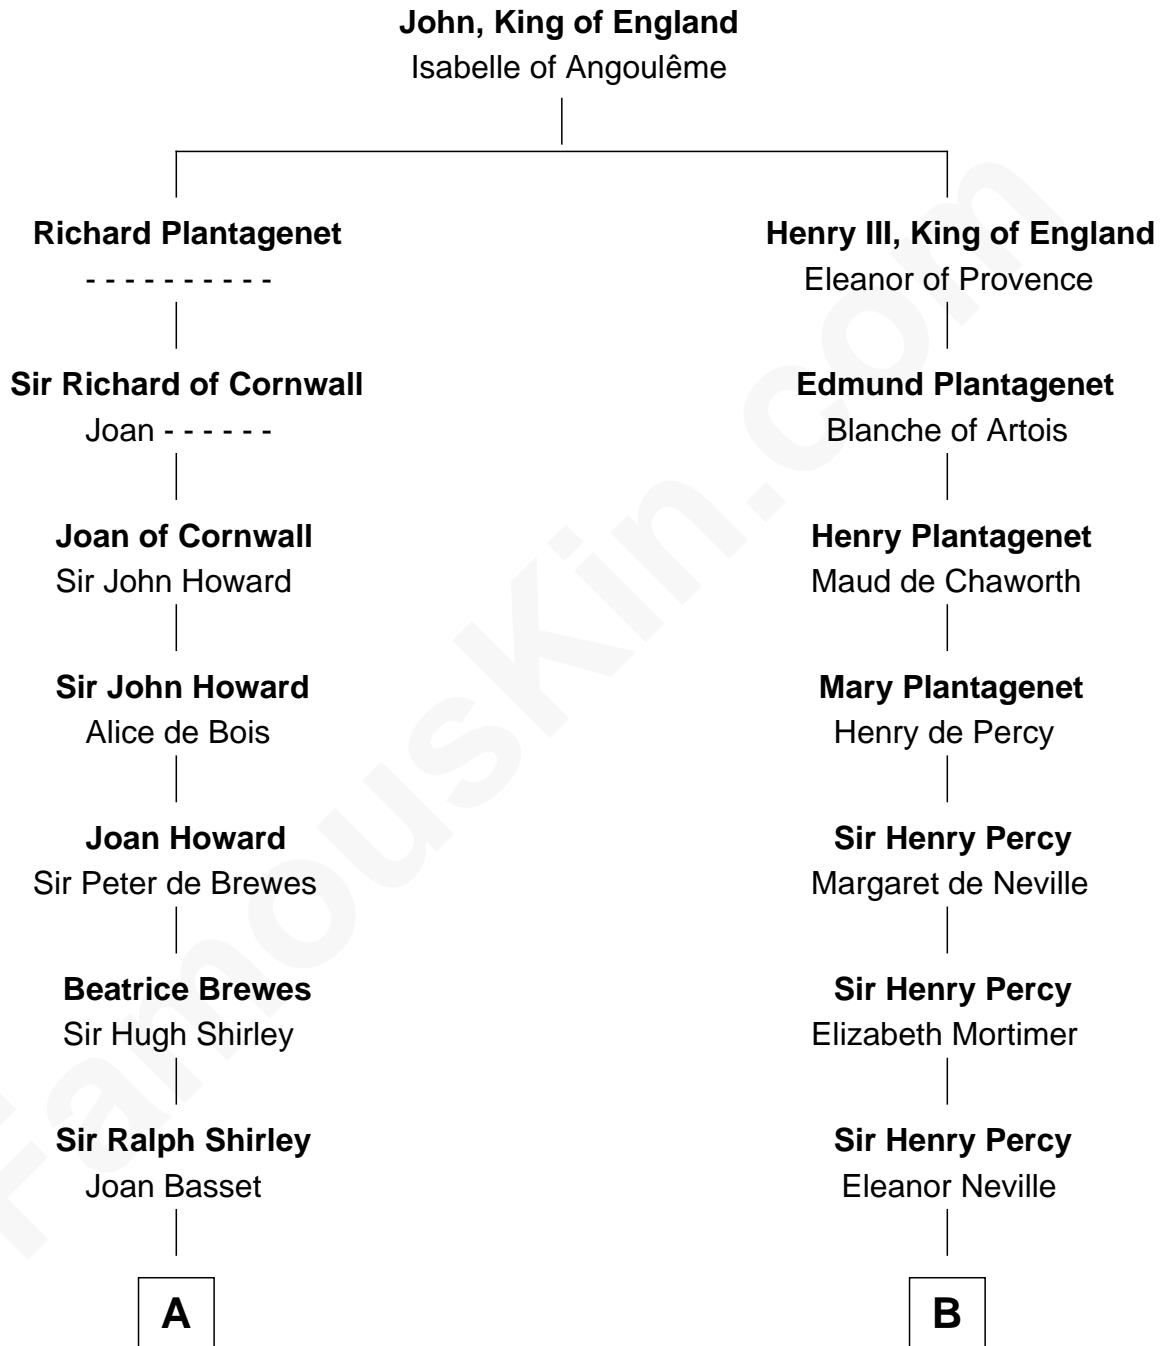 John, King of England
Isabelle of Angoulême
Richard Plantagenet
- - - - - - - - - -
Sir Richard of Cornwall
Joan - - - - - -
Joan of Cornwall
Sir John Howard
Sir John Howard
Alice de Bois
Joan Howard
Sir Peter de Brewes
Beatrice Brewes
Sir Hugh Shirley
Sir Ralph Shirley
Joan Basset
A
Henry III, King of England
Eleanor of Provence
Edmund Plantagenet
Blanche of Artois
Henry Plantagenet
Maud de Chaworth
Mary Plantagenet
Henry de Percy
Sir Henry Percy
Margaret de Neville
Sir Henry Percy
Elizabeth Mortimer
Sir Henry Percy
Eleanor Neville
B
FamousKin.com